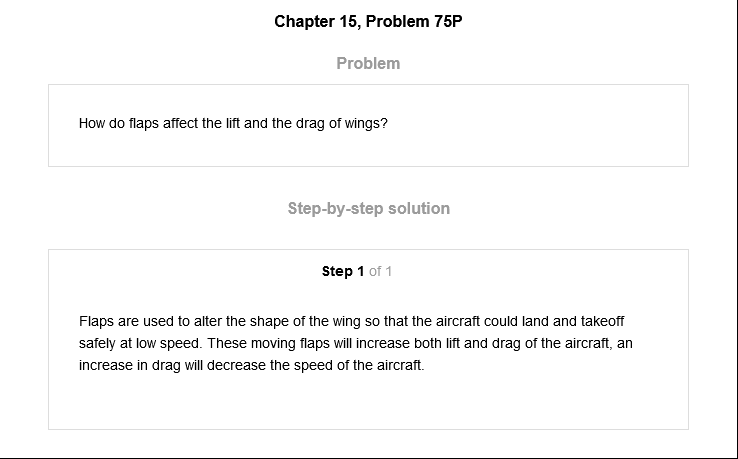 Chapter 15, Problem 75P
Problem
How do flaps affect the lift and the drag of wings?
Step-by-step solution
Step 1 of 1
Flaps are used to alter the shape of the wing so that the aircraft could land and takeoff
safely at low speed. These moving flaps will increase both lift and drag of the aircraft, an
increase in drag will decrease the speed of the aircraft.